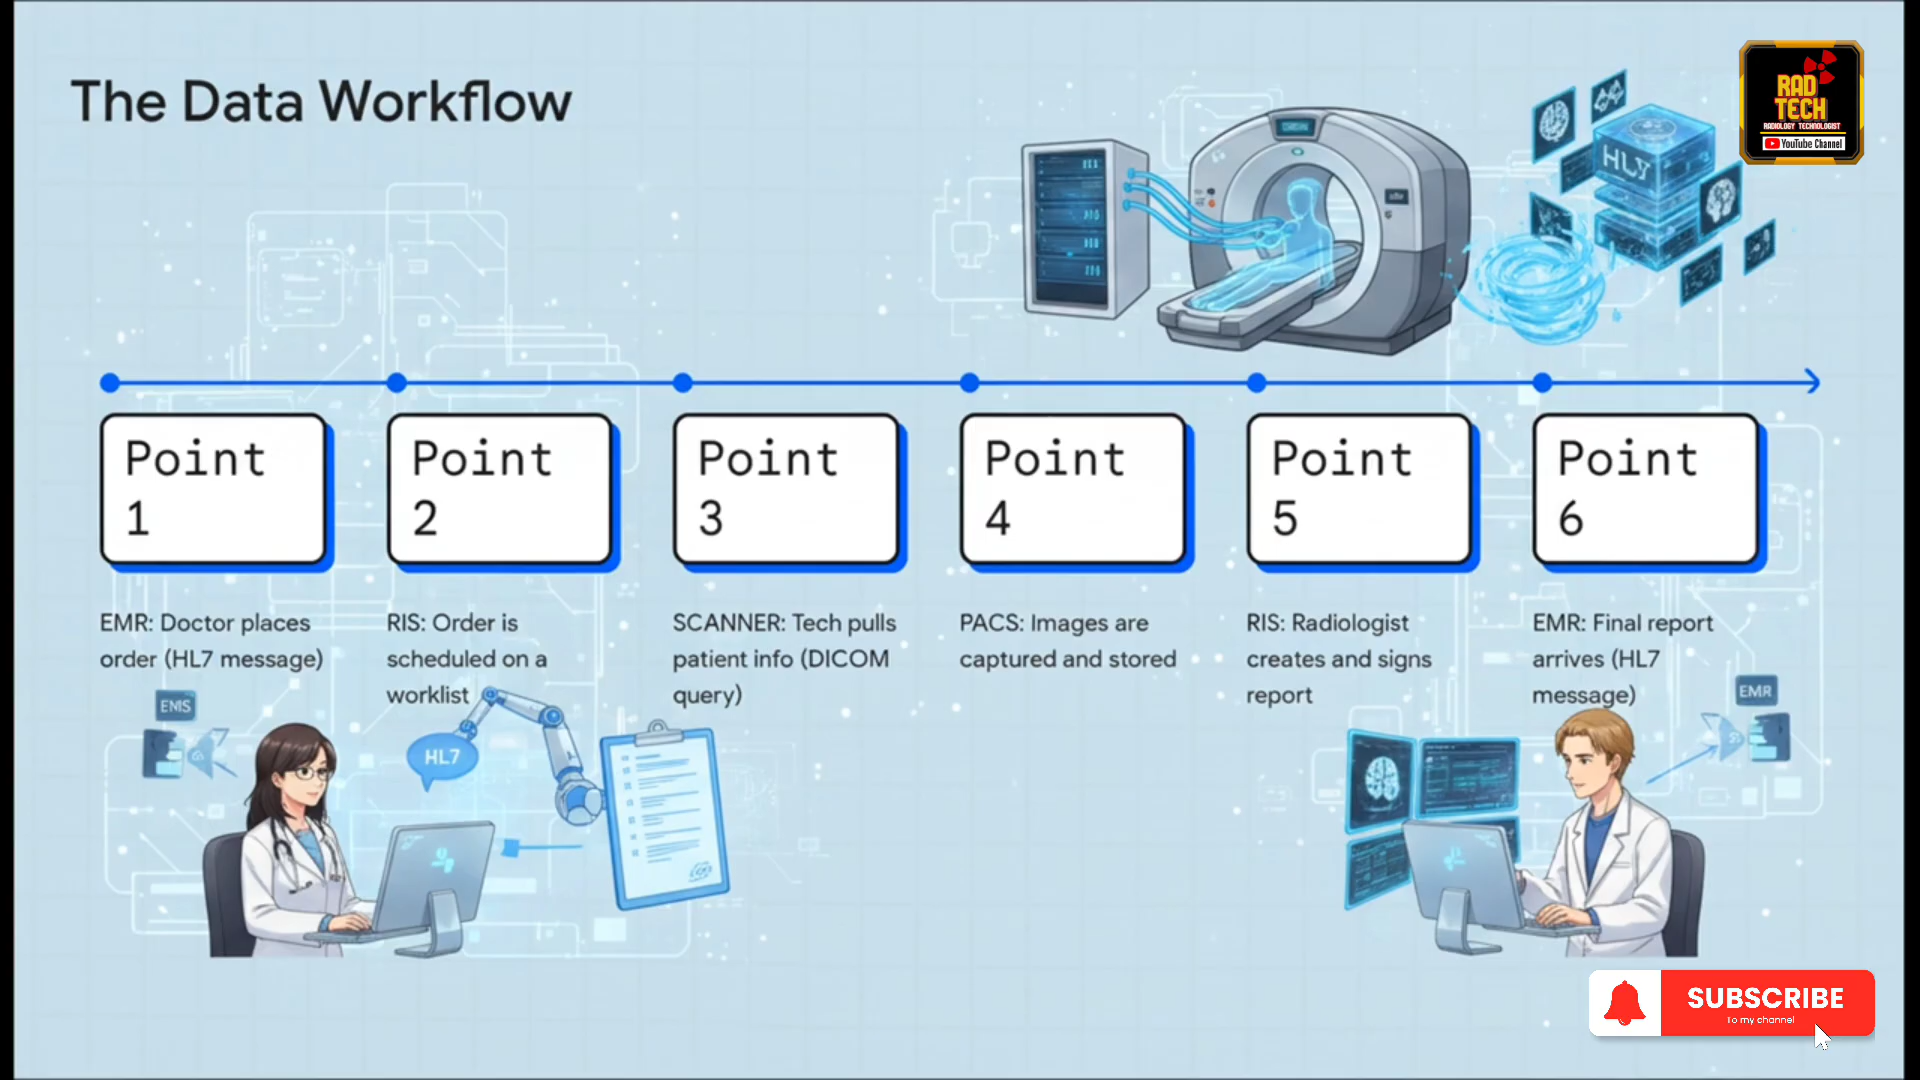 The Data Workflow
RAD
TECH
RADIOLOGY TECHNOLOGIST
YouTube Channel
HL7
Point
1
Point
2
Point
3
Point
4
Point
5
Point
6
EMR: Doctor places
order (HL7 message)
RIS: Order is
scheduled on a
worklist
SCANNER: Tech pulls
patient info (DICOM
query)
PACS: Images are
captured and stored
RIS: Radiologist
creates and signs
report
EMR: Final report
arrives (HL7
message)
EMS
HL7
EMR
SUBSCRIBE
To my channel